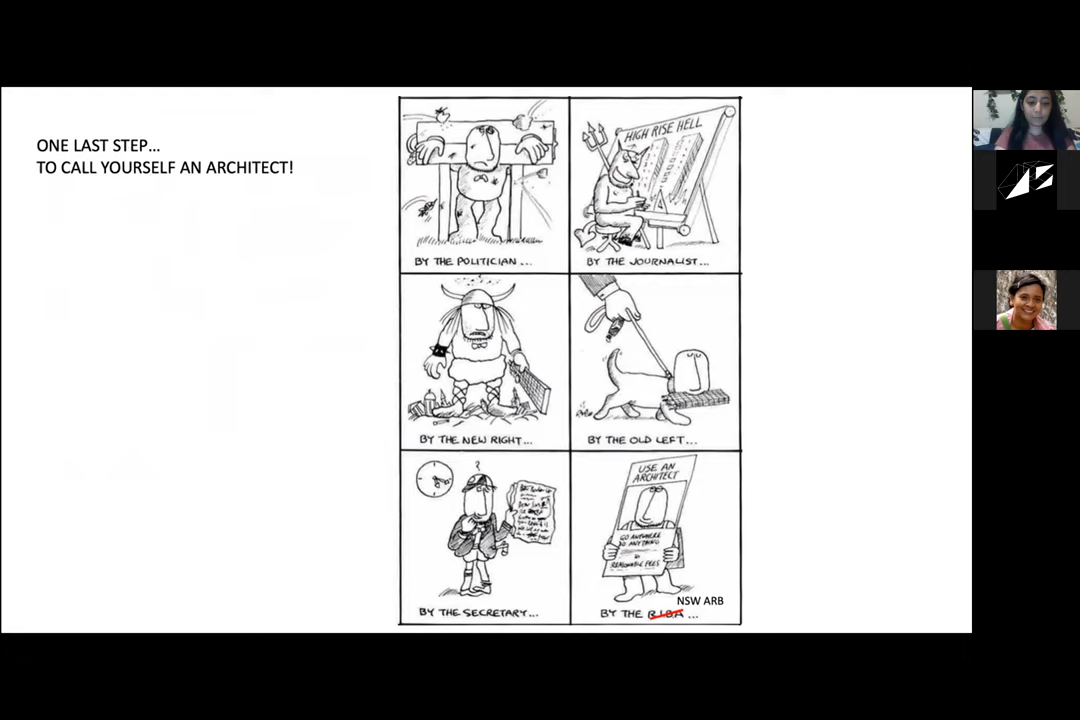 ONE LAST STEP...
TO CALL YOURSELF AN ARCHITECT!
BY THE POLITICIAN...
HIGH RISE HELL
BY THE JOURNALIST...
BY THE NEW RIGHT...
BY THE OLD LEFT...
?
BY THE SECRETARY...
USE AN
ARCHITECT
GO ANYWHERE
DO ANYTHING
REASONABLE FEES
NSW ARB
BY THE R.I.B.A ...